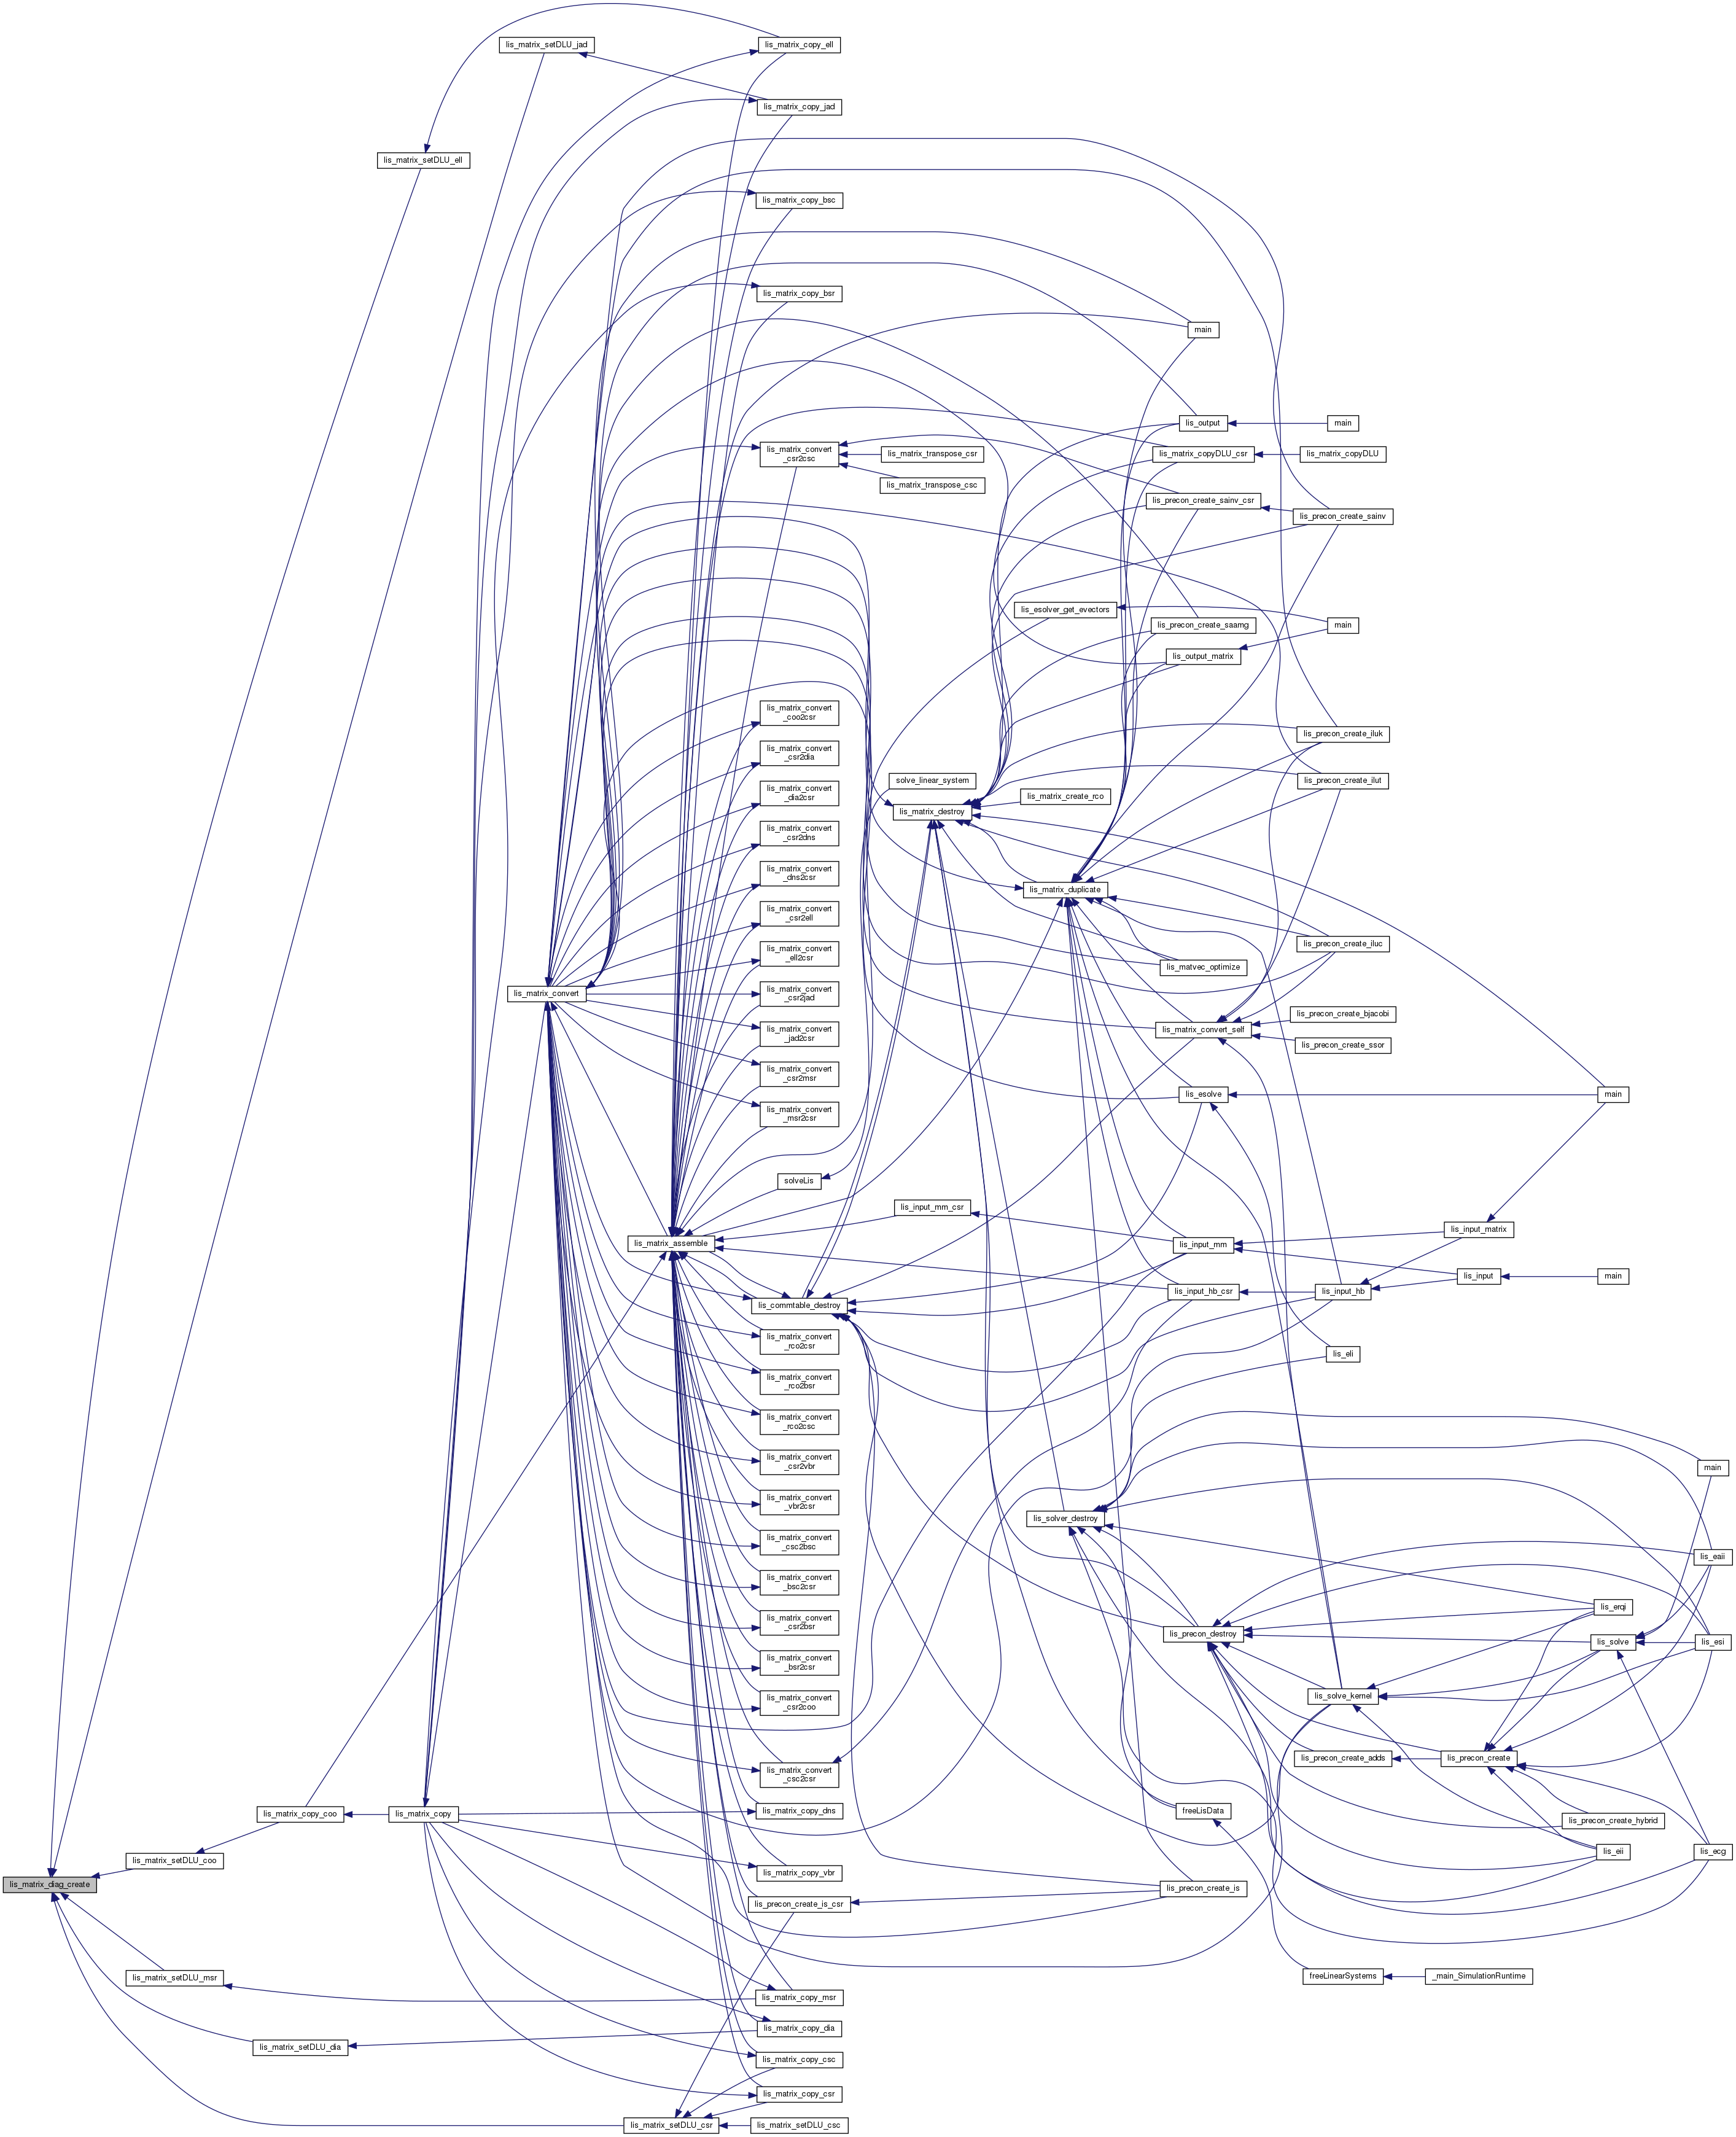 lis_matrix_setDLU_jad
lis_matrix_copy_ell
lis_matrix_copy_jad
lis_matrix_setDLU_ell
lis_matrix_copy_bsc
lis_matrix_copy_bsr
main
lis_output
main
lis_matrix_convert
_csr2csc
lis_matrix_transpose_csr
lis_matrix_copyDLU_csr
lis_matrix_copyDLU
lis_matrix_transpose_csc
lis_precon_create_sainv_csr
lis_precon_create_sainv
lis_esolver_get_evectors
lis_precon_create_saamg
main
lis_output_matrix
lis_matrix_convert
_coo2csr
lis_precon_create_iluk
lis_matrix_convert
_csr2dia
solve_linear_system
lis_precon_create_ilut
lis_matrix_convert
_dia2csr
lis_matrix_create_rco
lis_matrix_destroy
lis_matrix_convert
_csr2dns
lis_matrix_convert
_dns2csr
lis_matrix_duplicate
lis_matrix_convert
_csr2ell
lis_precon_create_iluc
lis_matrix_convert
_ell2csr
lis_matvec_optimize
lis_matrix_convert
lis_matrix_convert
_csr2jad
lis_precon_create_bjacobi
lis_matrix_convert
_jad2csr
lis_matrix_convert_self
lis_precon_create_ssor
lis_matrix_convert
_csr2msr
lis_esolve
main
lis_matrix_convert
_msr2csr
solveLis
lis_input_mm_csr
lis_input_matrix
lis_matrix_assemble
lis_input_mm
lis_input
main
lis_input_hb_csr
lis_input_hb
lis_commtable_destroy
lis_matrix_convert
_rco2csr
lis_eli
lis_matrix_convert
_rco2bsr
lis_matrix_convert
_rco2csc
lis_matrix_convert
_csr2vbr
main
lis_matrix_convert
_vbr2csr
lis_solver_destroy
lis_matrix_convert
_csc2bsc
lis_eaii
lis_matrix_convert
_bsc2csr
lis_erqi
lis_matrix_convert
_csr2bsr
lis_precon_destroy
lis_solve
lis_esi
lis_matrix_convert
_bsr2csr
lis_solve_kernel
lis_matrix_convert
_csr2coo
lis_precon_create_adds
lis_precon_create
lis_matrix_convert
_csc2csr
lis_matrix_copy_coo
lis_matrix_copy
lis_matrix_copy_dns
freeLisData
lis_precon_create_hybrid
lis_eii
lis_ecg
lis_matrix_setDLU_coo
lis_matrix_copy_vbr
lis_matrix_diag_create
lis_precon_create_is
lis_precon_create_is_csr
lis_matrix_setDLU_msr
freeLinearSystems
_main_SimulationRuntime
lis_matrix_copy_msr
lis_matrix_copy_dia
lis_matrix_setDLU_dia
lis_matrix_copy_csc
lis_matrix_copy_csr
lis_matrix_setDLU_csr
lis_matrix_setDLU_csc